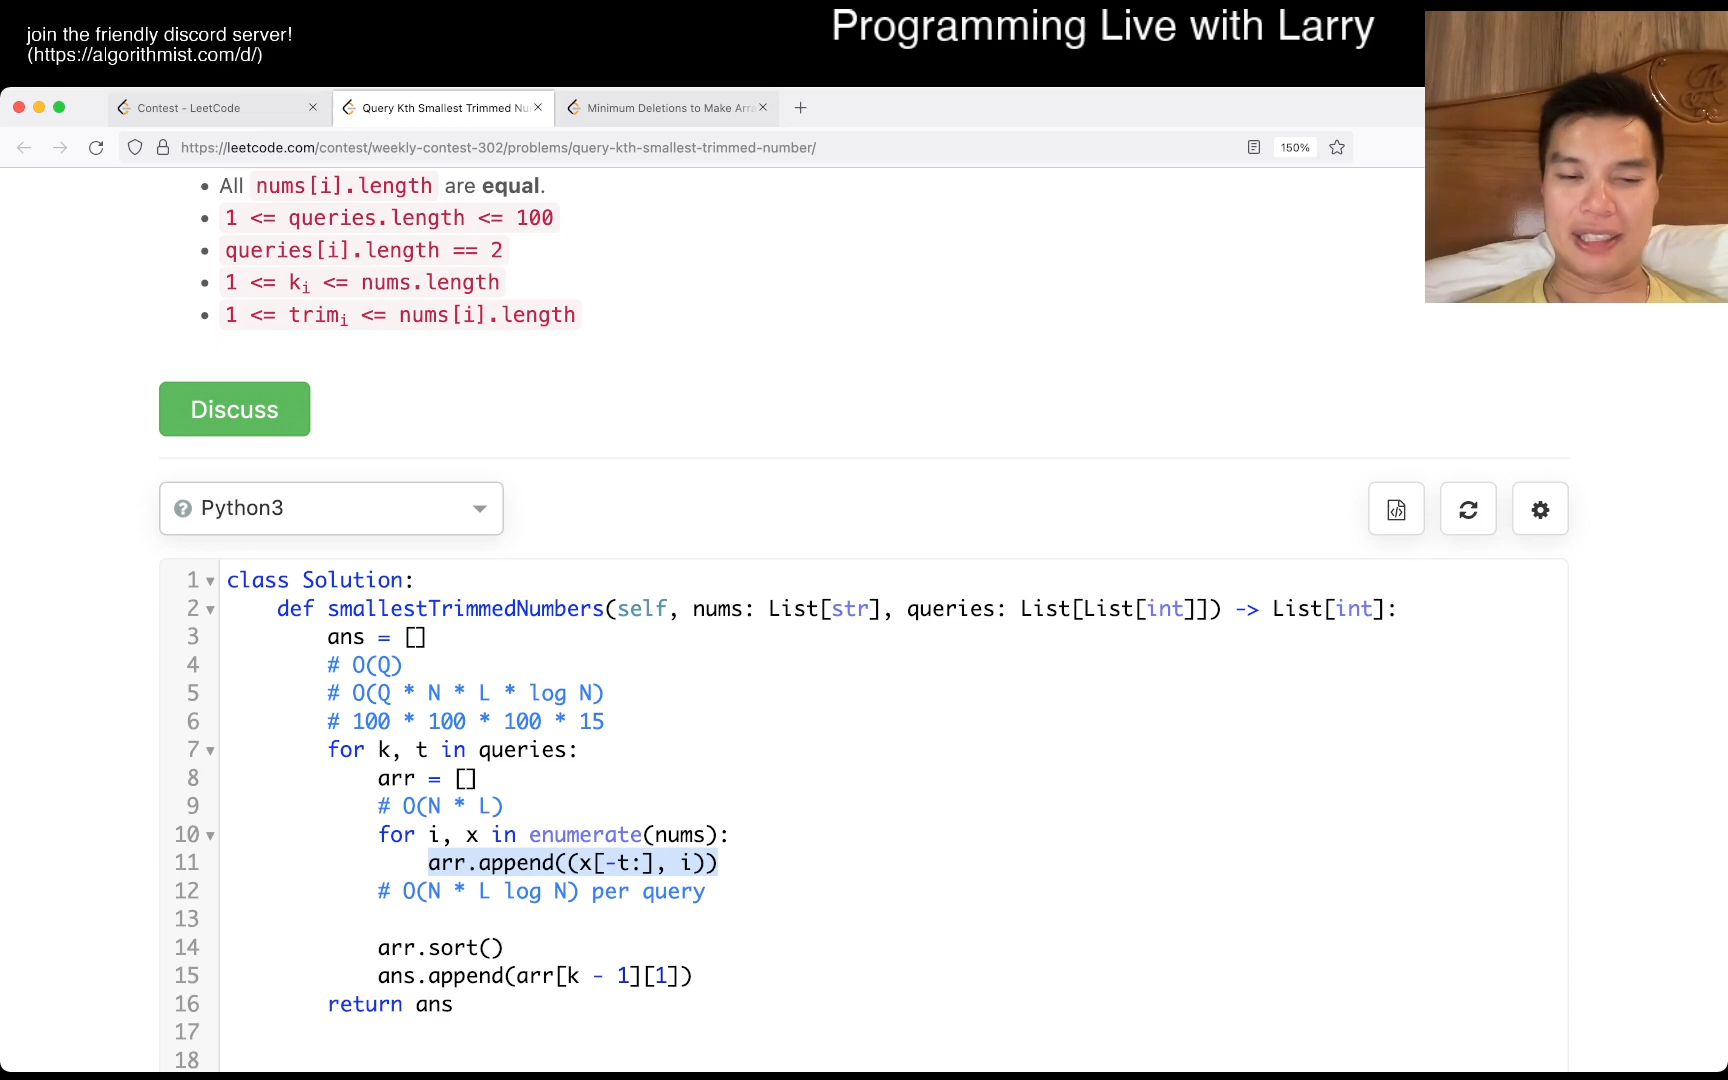 join the friendly discord server!
(https://algorithmist.com/d/)
Programming Live with Larry
Contest - LeetCode
Query Kth Smallest Trimmed Nu
Minimum Deletions to Make Arra
https://leetcode.com/contest/weekly-contest-302/problems/query-kth-smallest-trimmed-number/
150%
• All nums[i].length are equal.
• 1 <= queries.length <= 100
• queries[i].length == 2
• 1 <= ki <= nums.length
• 1 <= trimi <= nums[i].length
Discuss
Python3
1 class Solution:
2 def smallestTrimmedNumbers(self, nums: List[str], queries: List[List[int]]) -> List[int]:
3 ans = []
4 # O(Q)
5 # O(Q * N * L * log N)
6 # 100 * 100 * 100 * 15
7 for k, t in queries:
8 arr = []
9 # O(N * L)
10 for i, x in enumerate(nums):
11 arr.append((x[-t:], i))
12 # O(N * L log N) per query
13
14 arr.sort()
15 ans.append(arr[k - 1][1])
16 return ans
17
18